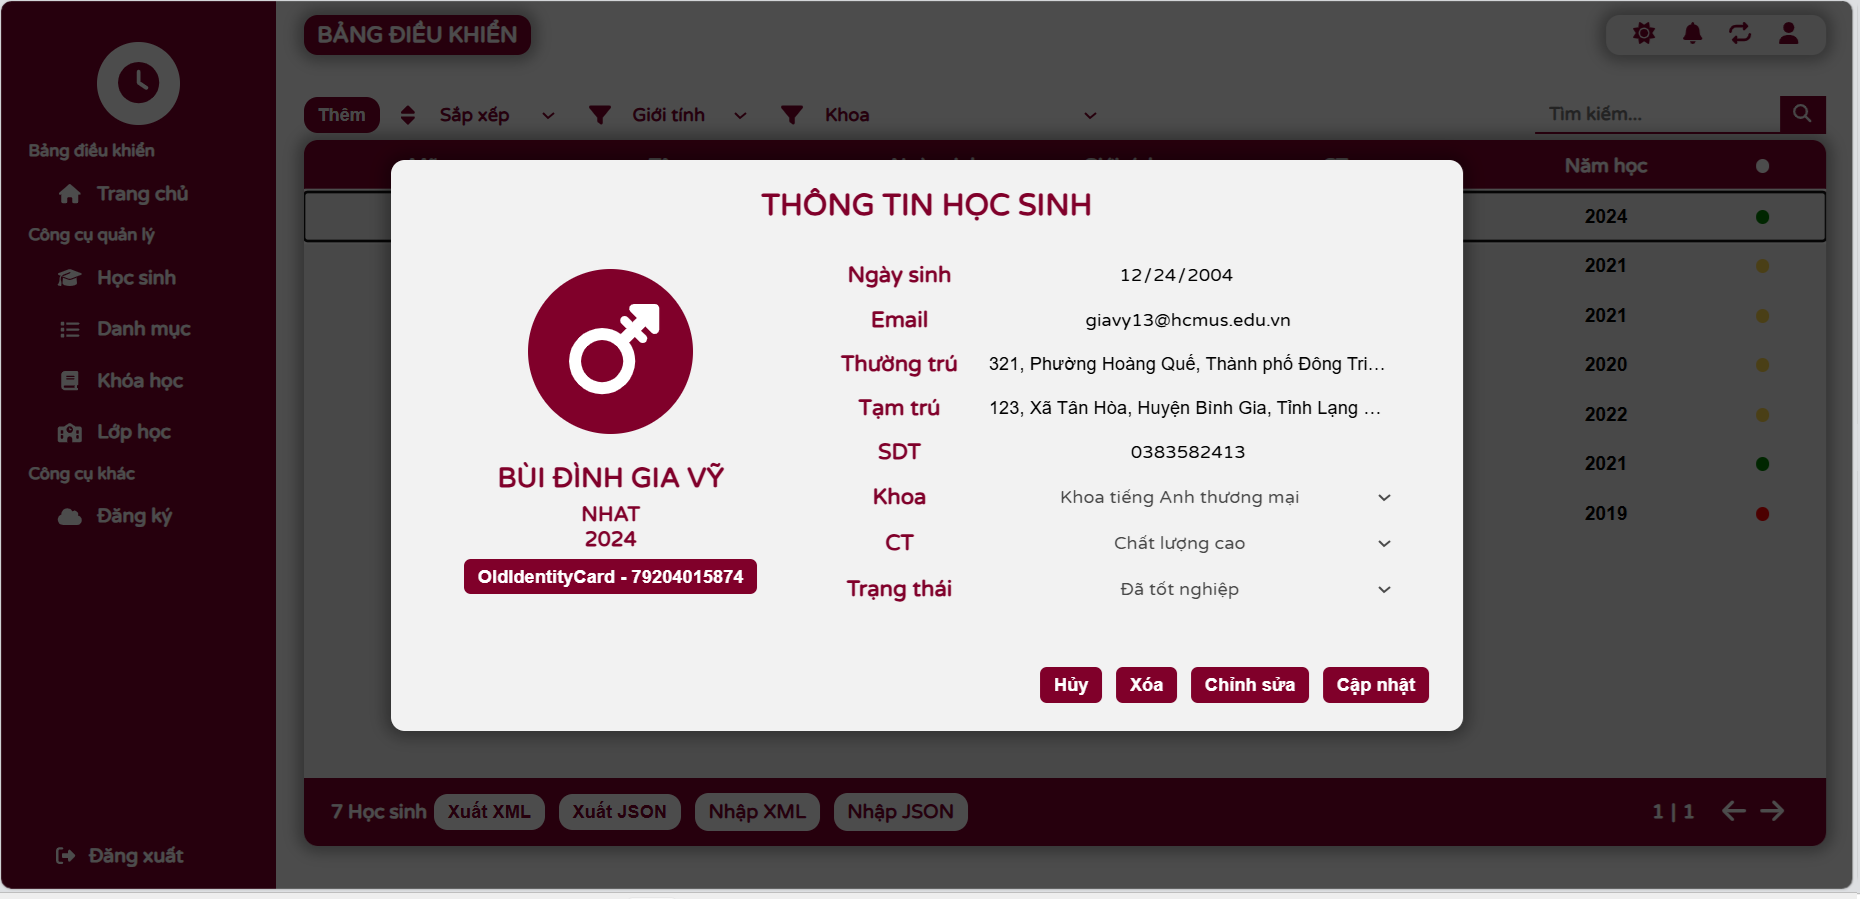 BẢNG ĐIỀU KHIỂN
Thêm
Sắp xếp
Giới tính
Khoa
Tìm kiếm...
Bảng điều khiển
Trang chủ
Công cụ quản lý
Học sinh
Danh mục
Khóa học
Lớp học
Công cụ khác
Đăng ký
Đăng xuất
Năm học
2024
2021
2021
2020
2022
2021
2019
THÔNG TIN HỌC SINH
BÙI ĐÌNH GIA VỸ
NHAT
2024
OldIdentityCard - 79204015874
Ngày sinh 12/24/2004
Email giavy13@hcmus.edu.vn
Thường trú 321, Phường Hoàng Quế, Thành phố Đông Tri...
Tạm trú 123, Xã Tân Hòa, Huyện Bình Gia, Tỉnh Lạng ...
SDT 0383582413
Khoa Khoa tiếng Anh thương mại
CT Chất lượng cao
Trạng thái Đã tốt nghiệp
Hủy Xóa Chỉnh sửa Cập nhật
7 Học sinh Xuất XML Xuất JSON Nhập XML Nhập JSON 1 | 1